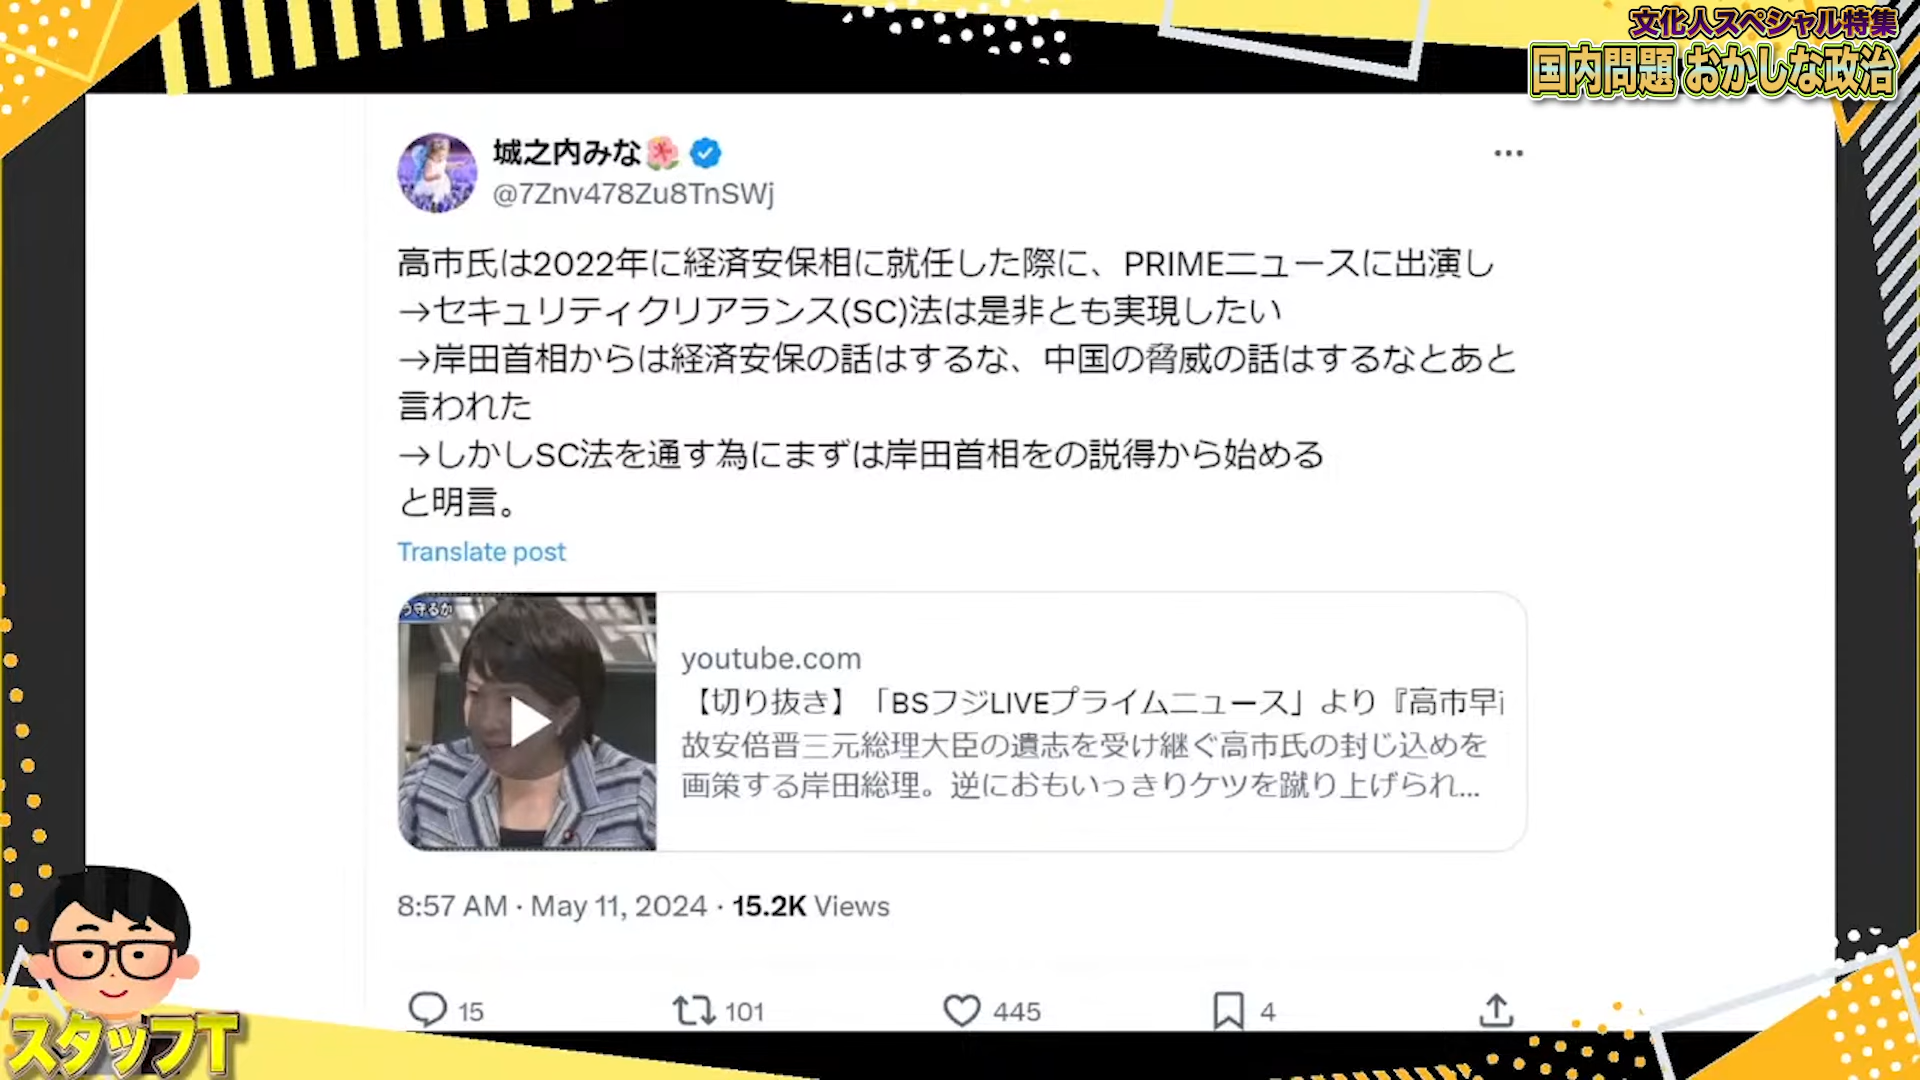 文化人スペシャル特集
国内問題 おかしな政治
城之内みな
@7Znv478Zu8TnSWj
高市氏は2022年に経済安保相に就任した際に、PRIMEニュースに出演し
→セキュリティクリアランス(SC)法は是非とも実現したい
→岸田首相からは経済安保の話はするな、中国の脅威の話はするなとあと
言われた
→しかしSC法を通す為にまずは岸田首相をの説得から始める
と明言。
Translate post
う守るか
youtube.com
【切り抜き】「BSフジLIVEプライムニュース」より『高市早
故安倍晋三元総理大臣の遺志を受け継ぐ高市氏の封じ込めを
画策する岸田総理。逆におもいっきりケツを蹴り上げられ...
8:57 AM · May 11, 2024 · 15.2K Views
15 101 445 4
スタッフT